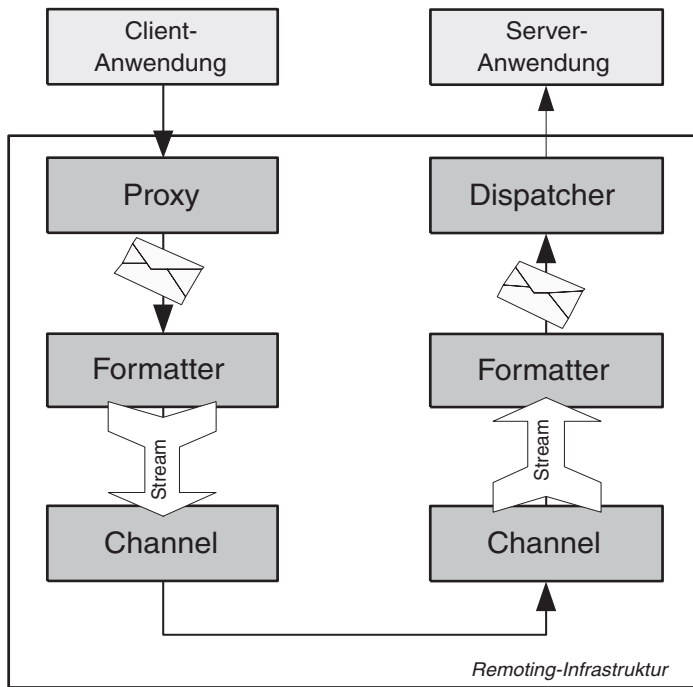 Client-
Anwendung
Server-
Anwendung
Proxy
Dispatcher
Formatter
Formatter
Stream
Stream
Channel
Channel
Remoting-Infrastruktur